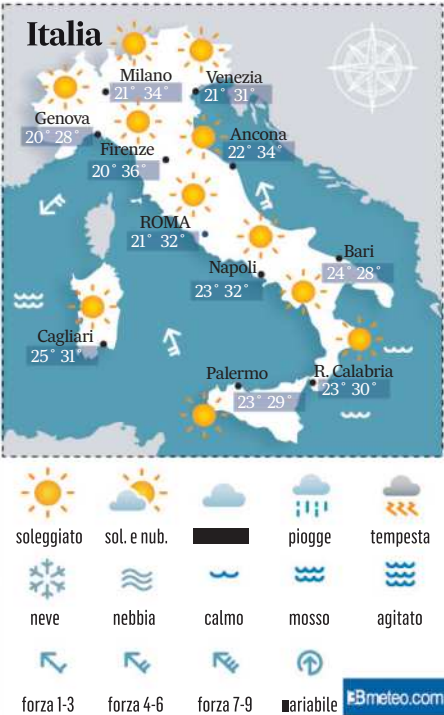 Italia
Milano
21° 34°
Venezia
21° 31°
Genova
20° 28°
Firenze
20° 36°
Ancona
22° 34°
ROMA
21° 32°
Napoli
23° 32°
Bari
24° 28°
Cagliari
25° 31°
Palermo
23° 29°
R. Calabria
23° 30°
soleggiato sol. e nub. piogge tempesta
neve nebbia calmo mosso agitato
forza 1-3 forza 4-6 forza 7-9 ariabile
3Bmeteo.com